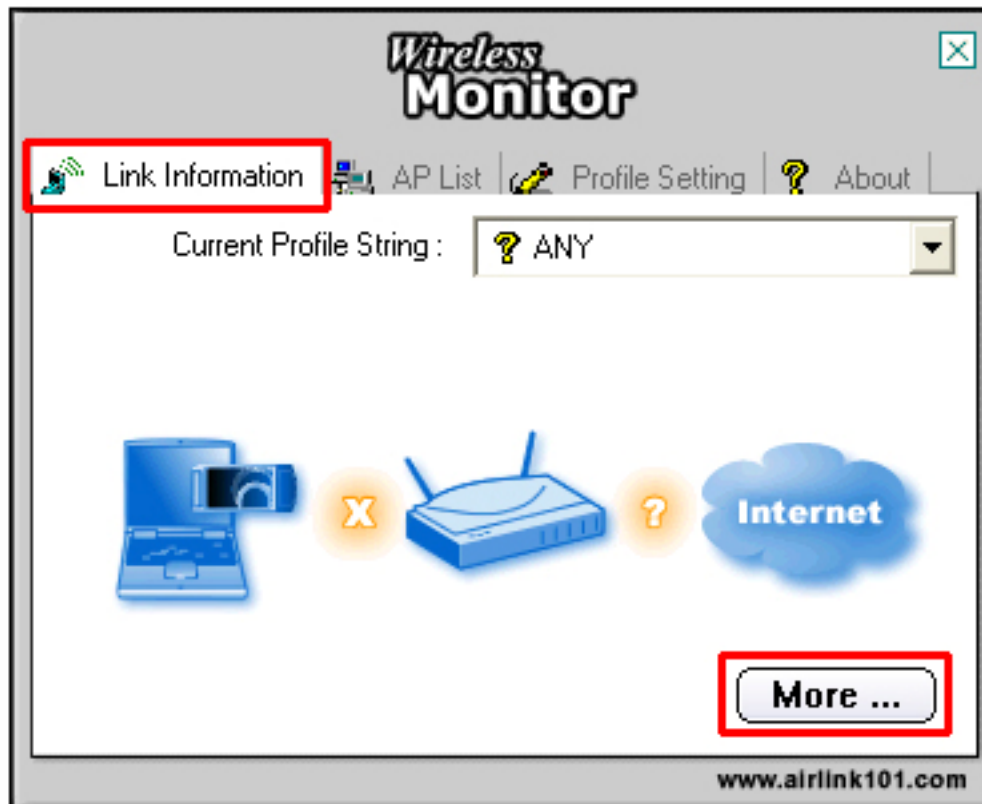 Wireless
Monitor
Link Information
AP List
Profile Setting
About
Current Profile String :
? ANY
X
?
Internet
More ...
www.airlink101.com